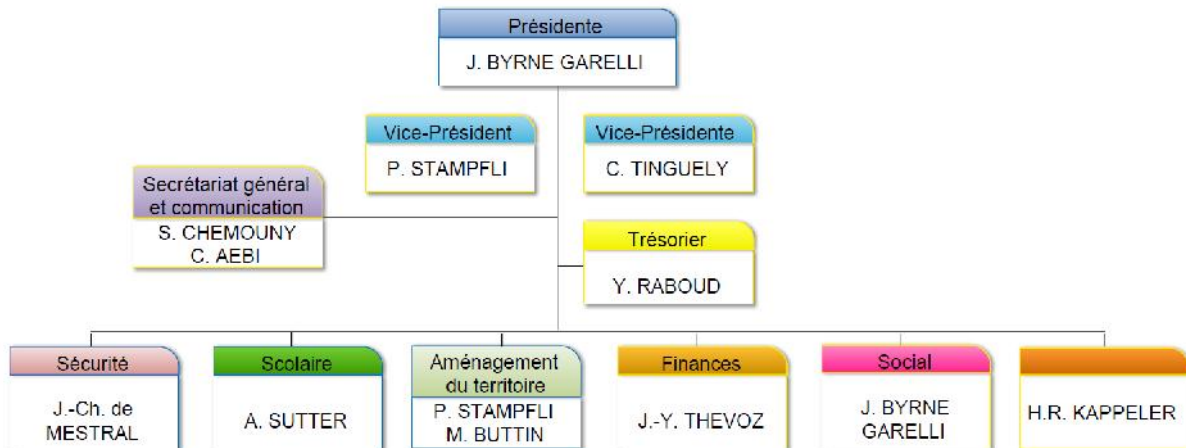 Présidente
J. BYRNE GARELLI
Vice-Président
P. STAMPFLI
Vice-Présidente
C. TINGUELY
Secrétariat général
et communication
S. CHEMOUNY
C. AEBI
Trésorier
Y. RABOUD
Sécurité
J.-Ch. de
MESTRAL
Scolaire
A. SUTTER
Aménagement
du territoire
P. STAMPFLI
M. BUTTIN
Finances
J.-Y. THEVOZ
Social
J. BYRNE
GARELLI
H.R. KAPPELER